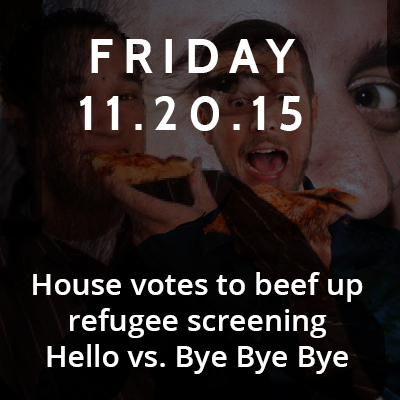 FRIDAY
11.20.15
House votes to beef up
refugee screening
Hello vs. Bye Bye Bye